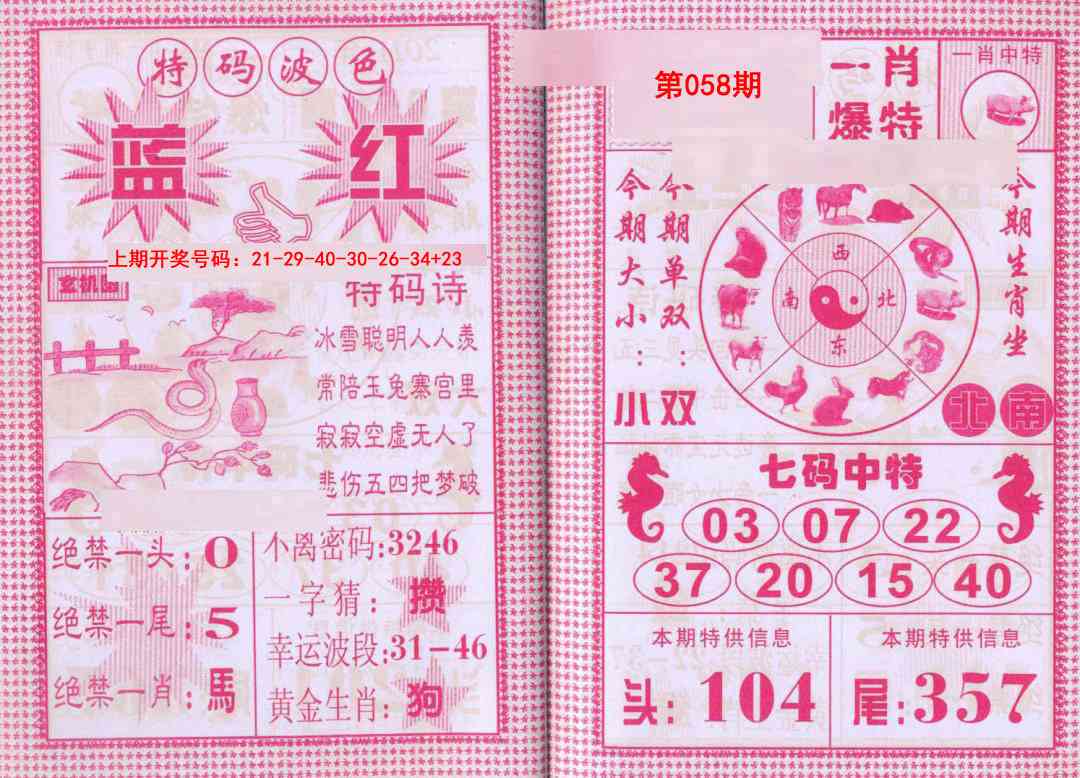 特码波色
蓝 红
上期开奖号码：21-29-40-30-26-34+23
特码诗
冰雪聪明人人羡
常陪玉兔寨宫里
寂寂空虚无人了
悲伤五四把梦破
绝禁一头：0
绝禁一尾：5
绝禁一肖：馬
小离密码：3246
一字猜：攒
幸运波段：31-46
黄金生肖：狗
第058期
一肖
爆特
一肖中特
今期大小：小
今期单双：双
西
南 北
东
今期生肖坐
北 南
七码中特
03 07 22
37 20 15 40
本期特供信息
头：104
本期特供信息
尾：357